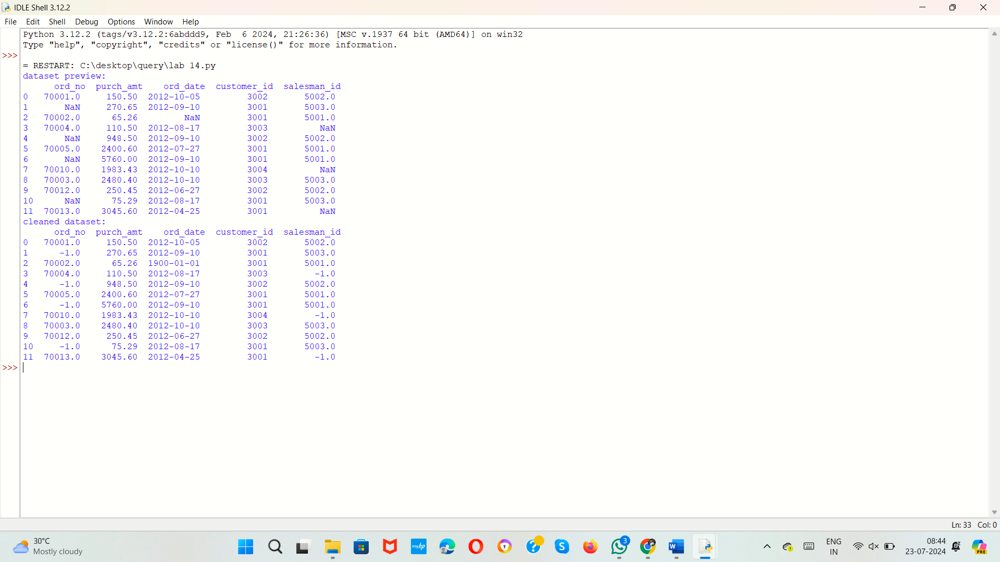 IDLE Shell 3.12.2
File Edit Shell Debug Options Window Help
Python 3.12.2 (tags/v3.12.2:6abddd9, Feb  6 2024, 21:26:36) [MSC v.1937 64 bit (AMD64)] on win32
Type "help", "copyright", "credits" or "license()" for more information.
>>>
= RESTART: C:\desktop\query\lab 14.py
dataset preview:
      ord_no  purch_amt    ord_date  customer_id  salesman_id
0   70001.0     150.50  2012-10-05         3002       5002.0
1       NaN     270.65  2012-09-10         3001       5003.0
2   70002.0      65.26         NaN         3001       5001.0
3   70004.0     110.50  2012-08-17         3003          NaN
4       NaN     948.50  2012-09-10         3002       5002.0
5   70005.0    2400.60  2012-07-27         3001       5001.0
6       NaN    5760.00  2012-09-10         3001       5001.0
7   70010.0    1983.43  2012-10-10         3004          NaN
8   70003.0    2480.40  2012-10-10         3003       5003.0
9   70012.0     250.45  2012-06-27         3002       5002.0
10      NaN      75.29  2012-08-17         3001       5003.0
11  70013.0    3045.60  2012-04-25         3001          NaN
cleaned dataset:
      ord_no  purch_amt    ord_date  customer_id  salesman_id
0   70001.0     150.50  2012-10-05         3002       5002.0
1      -1.0     270.65  2012-09-10         3001       5003.0
2   70002.0      65.26  1900-01-01         3001       5001.0
3   70004.0     110.50  2012-08-17         3003         -1.0
4      -1.0     948.50  2012-09-10         3002       5002.0
5   70005.0    2400.60  2012-07-27         3001       5001.0
6      -1.0    5760.00  2012-09-10         3001       5001.0
7   70010.0    1983.43  2012-10-10         3004         -1.0
8   70003.0    2480.40  2012-10-10         3003       5003.0
9   70012.0     250.45  2012-06-27         3002       5002.0
10     -1.0      75.29  2012-08-17         3001       5003.0
11  70013.0    3045.60  2012-04-25         3001         -1.0
>>>
Ln: 33 Col: 0
30°C
Mostly cloudy
myhp
3
ENG
IN
08:44
23-07-2024
PRE